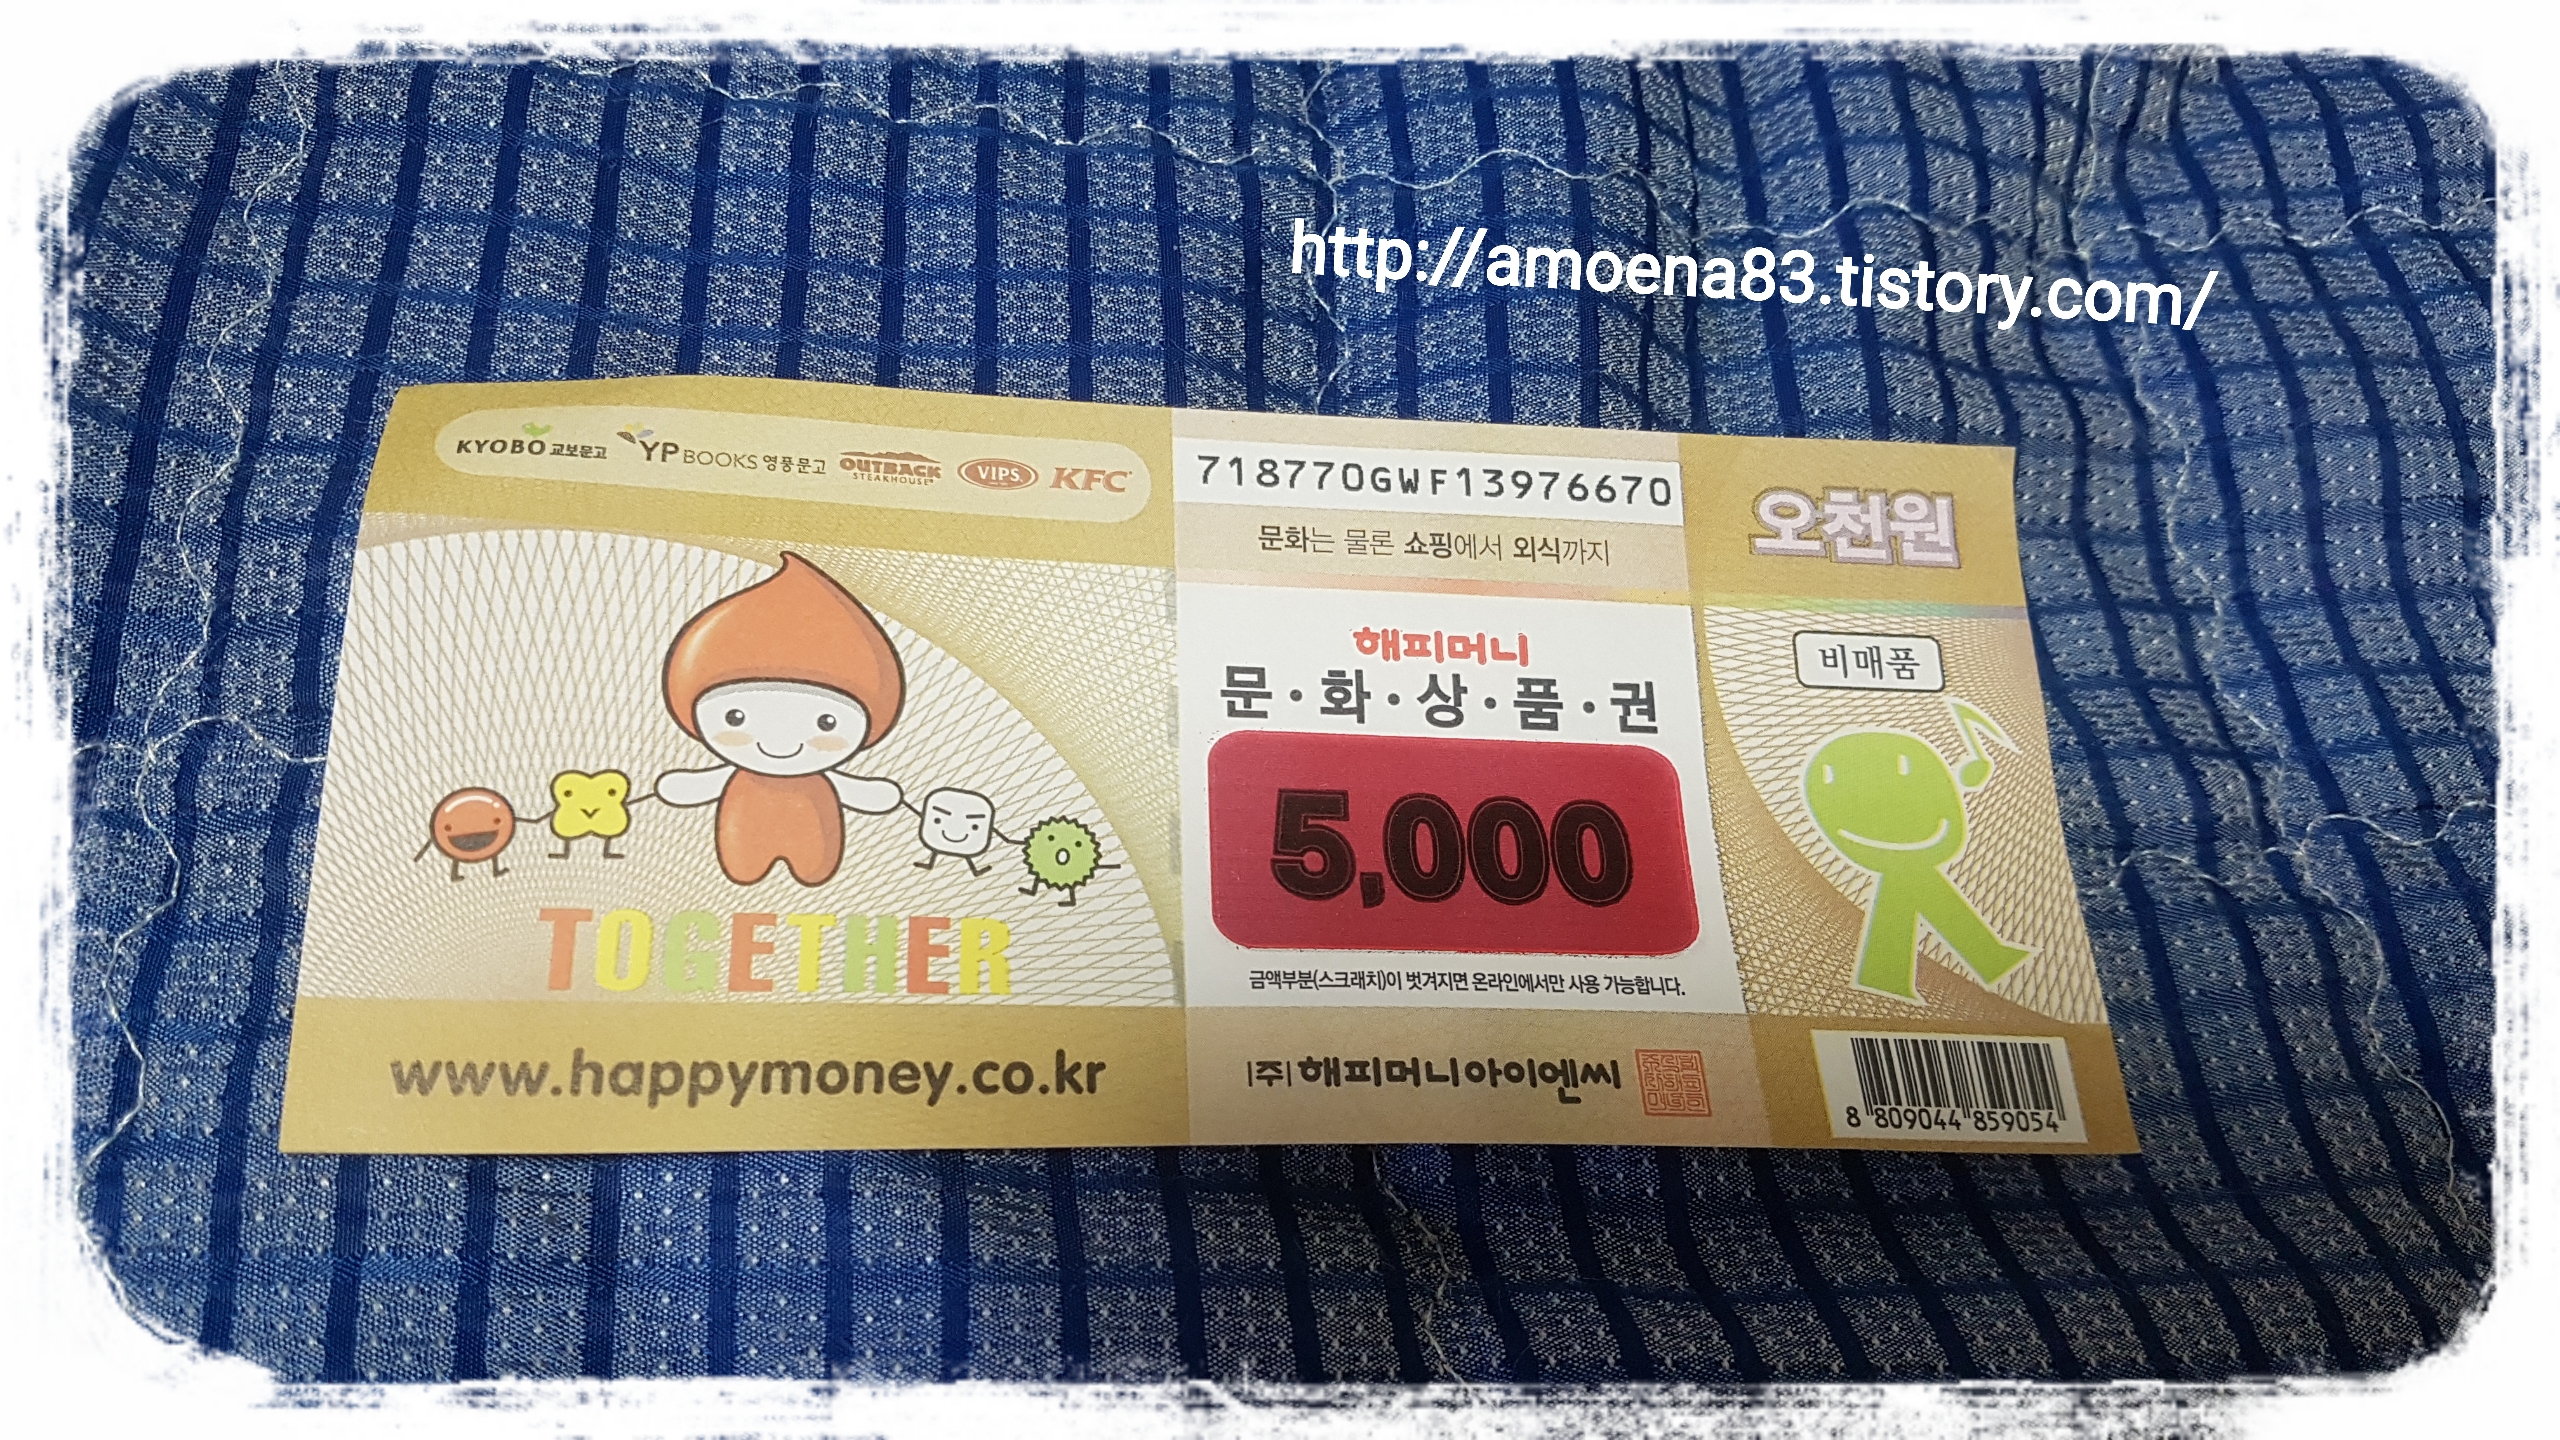 http://amoena83.tistory.com/
KYOBO 교보문고 YP BOOKS 영풍문고 OUTBACK STEAKHOUSE VIPS KFC
718770GWF13976670
오천원
문화는 물론 쇼핑에서 외식까지
비매품
해피머니
문·화·상·품·권
5,000
TOGETHER
금액부분(스크래치)이 벗겨지면 온라인에서만 사용 가능합니다.
www.happymoney.co.kr
(주)해피머니아이엔씨
8 809044 859054